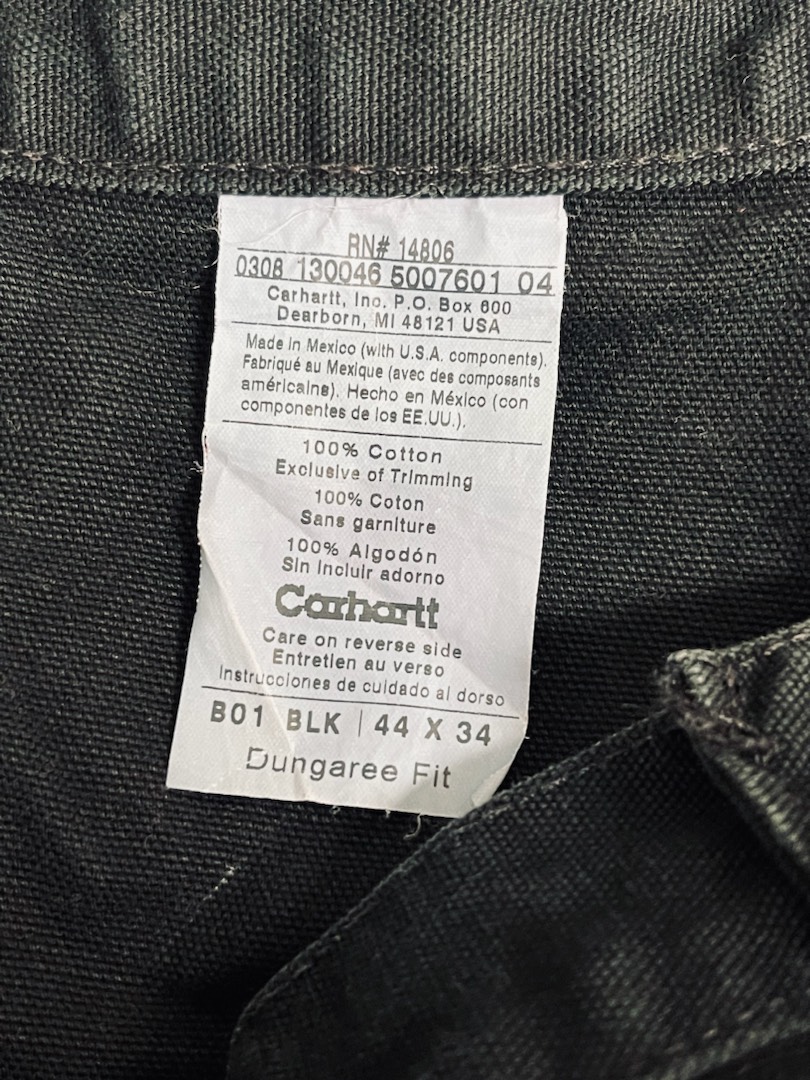 RN# 14806
0308 130046 5007601 04
Carhartt, Inc. P.O. Box 600
Dearborn, MI 48121 USA
Made in Mexico (with U.S.A. components).
Fabriqué au Mexique (avec des composants
américains). Hecho en México (con
componentes de los EE.UU.).
100% Cotton
Exclusive of Trimming
100% Coton
Sans garniture
100% Algodón
Sin Incluir adorno
Carhartt
Care on reverse side
Entretien au verso
Instrucciones de cuidado al dorso
B01 BLK | 44 X 34
Dungaree Fit